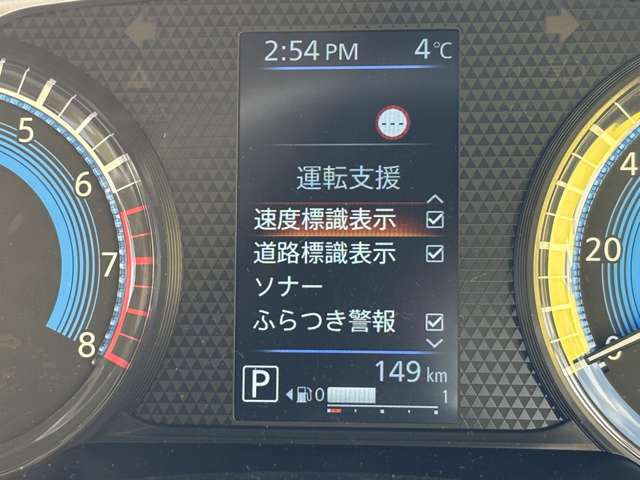 2:54 PM 4℃
---
運転支援
速度標識表示
道路標識表示
ソナー
ふらつき警報
149 km
P 0 1
5
6
7
8
4
20
0